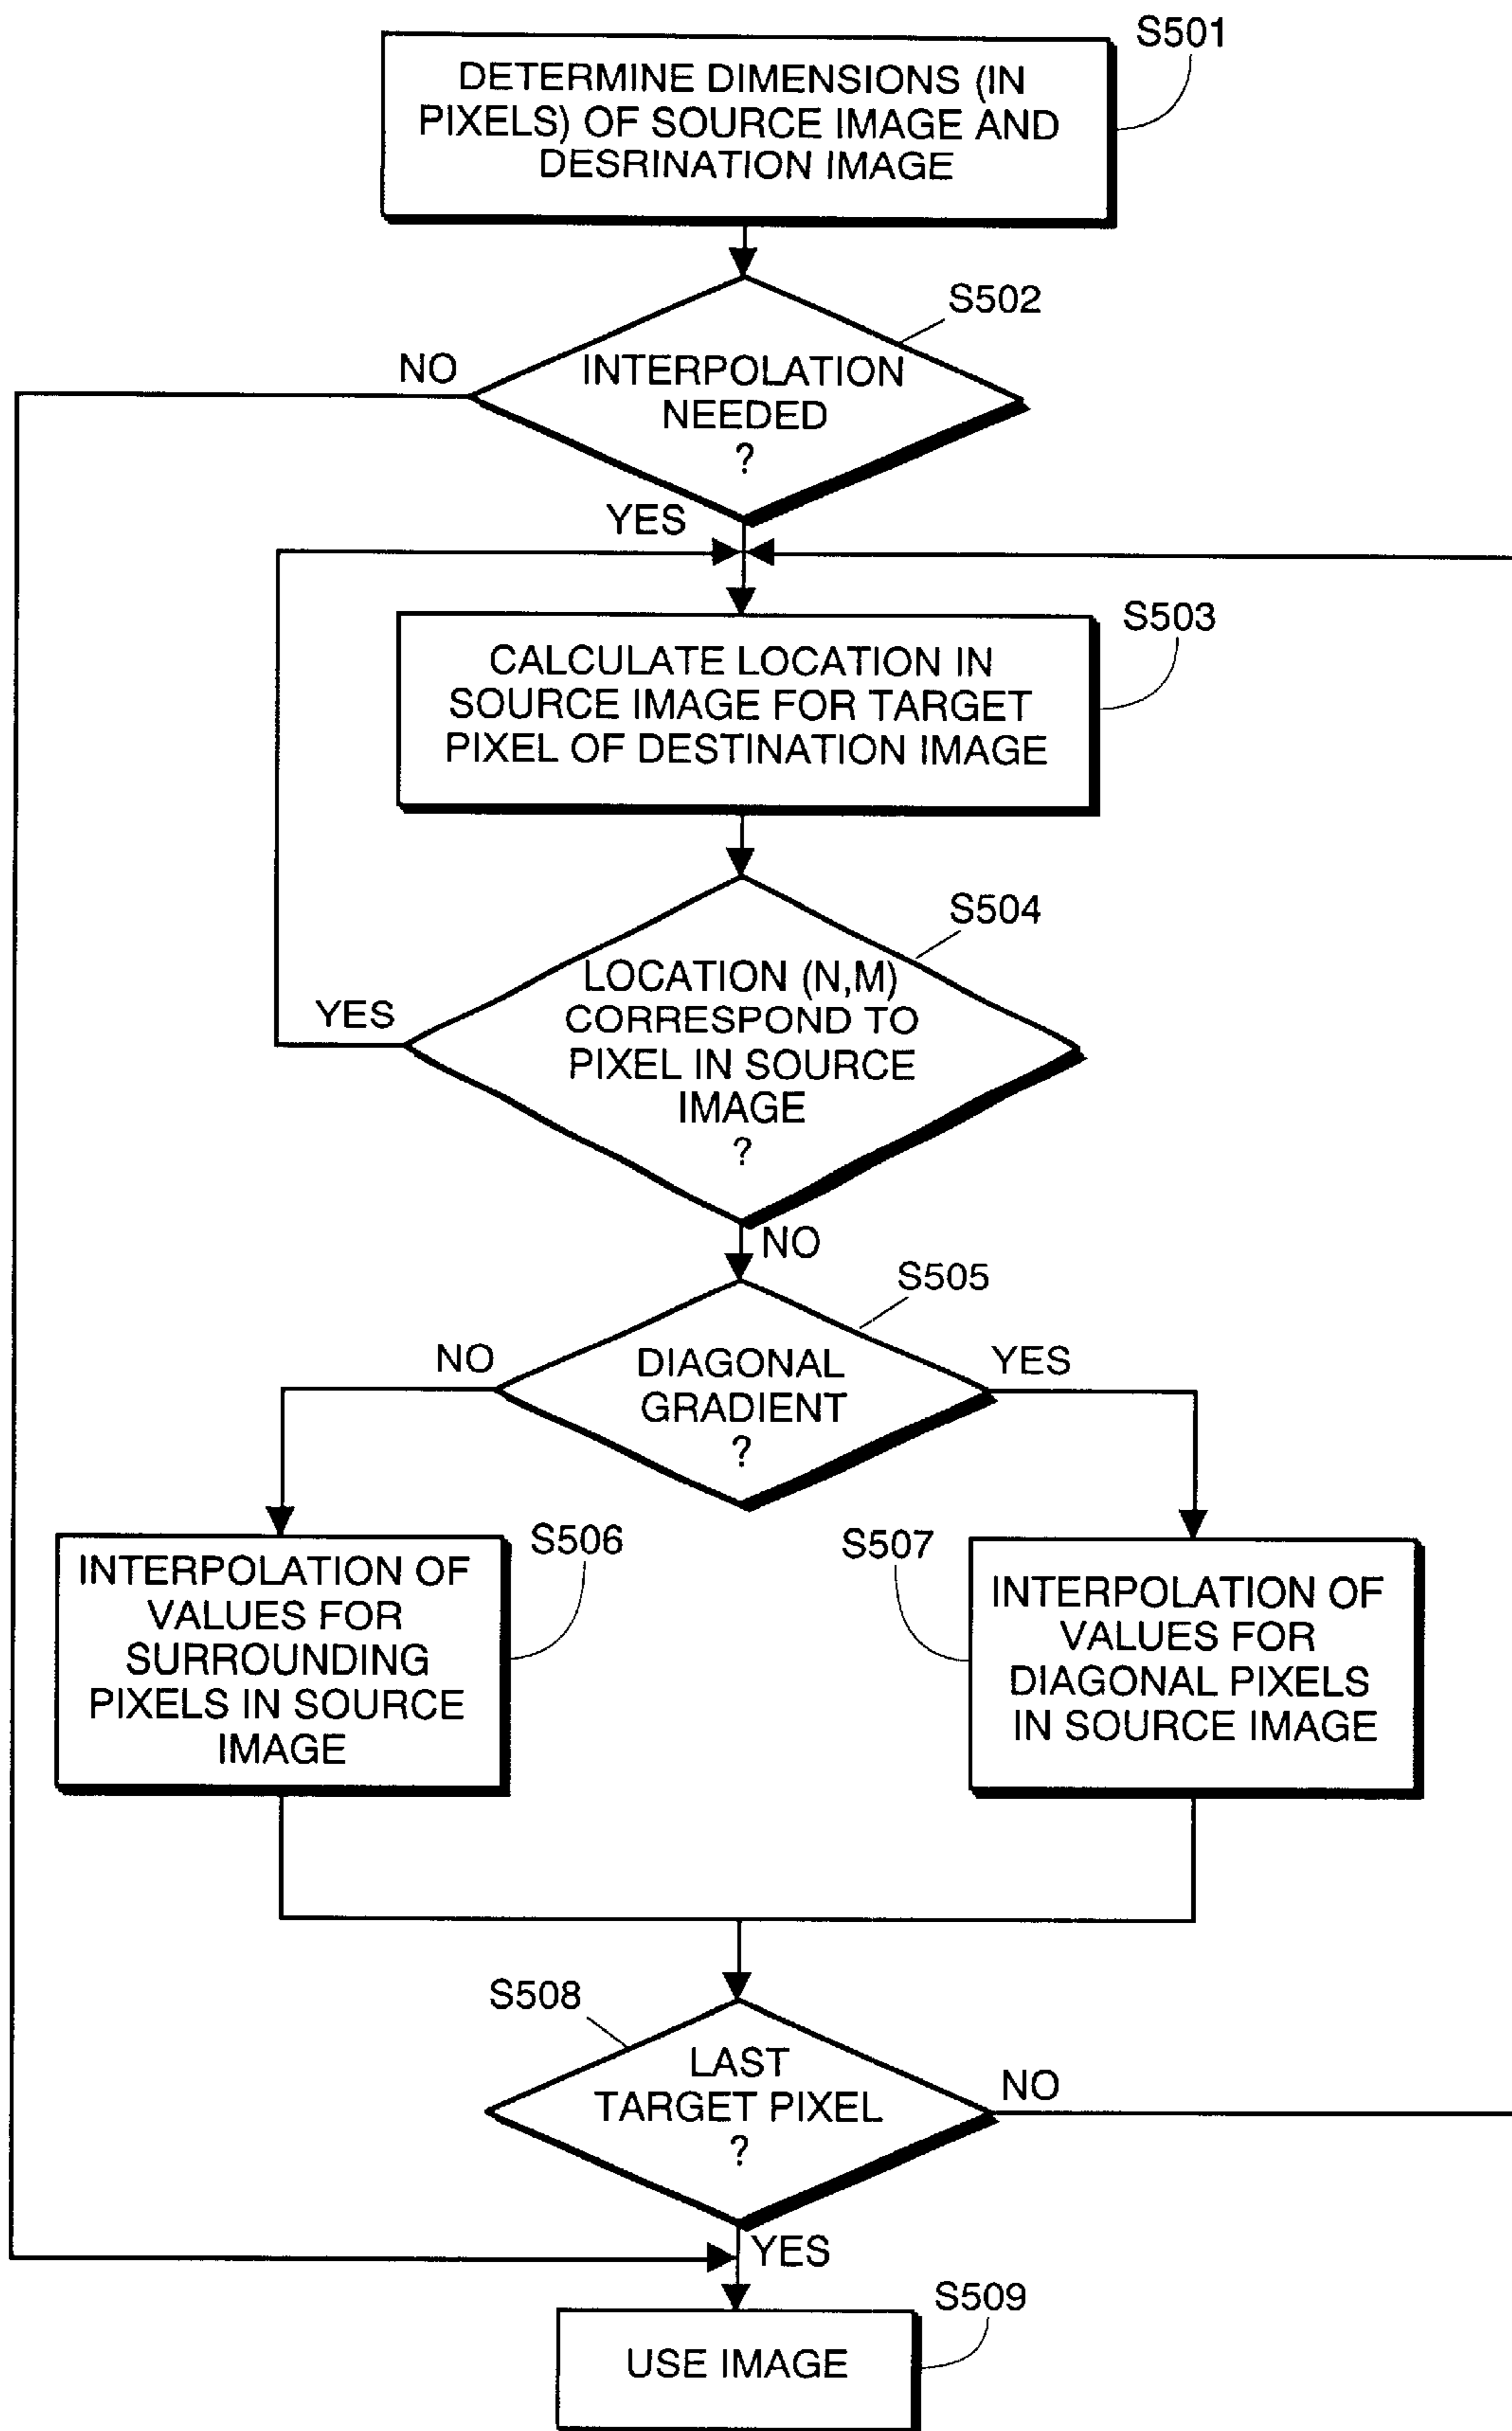 S501
DETERMINE DIMENSIONS (IN
PIXELS) OF SOURCE IMAGE AND
DESRINATION IMAGE
S502
NO
INTERPOLATION
NEEDED
?
YES
S503
CALCULATE LOCATION IN
SOURCE IMAGE FOR TARGET
PIXEL OF DESTINATION IMAGE
S504
LOCATION (N,M)
YES
CORRESPOND TO
PIXEL IN SOURCE
IMAGE
?
NO
S505
NO
DIAGONAL
GRADIENT
?
YES
S506
INTERPOLATION OF
VALUES FOR
SURROUNDING
PIXELS IN SOURCE
IMAGE
S507
INTERPOLATION OF
VALUES FOR
DIAGONAL PIXELS
IN SOURCE IMAGE
S508
LAST
TARGET PIXEL
?
NO
YES
S509
USE IMAGE